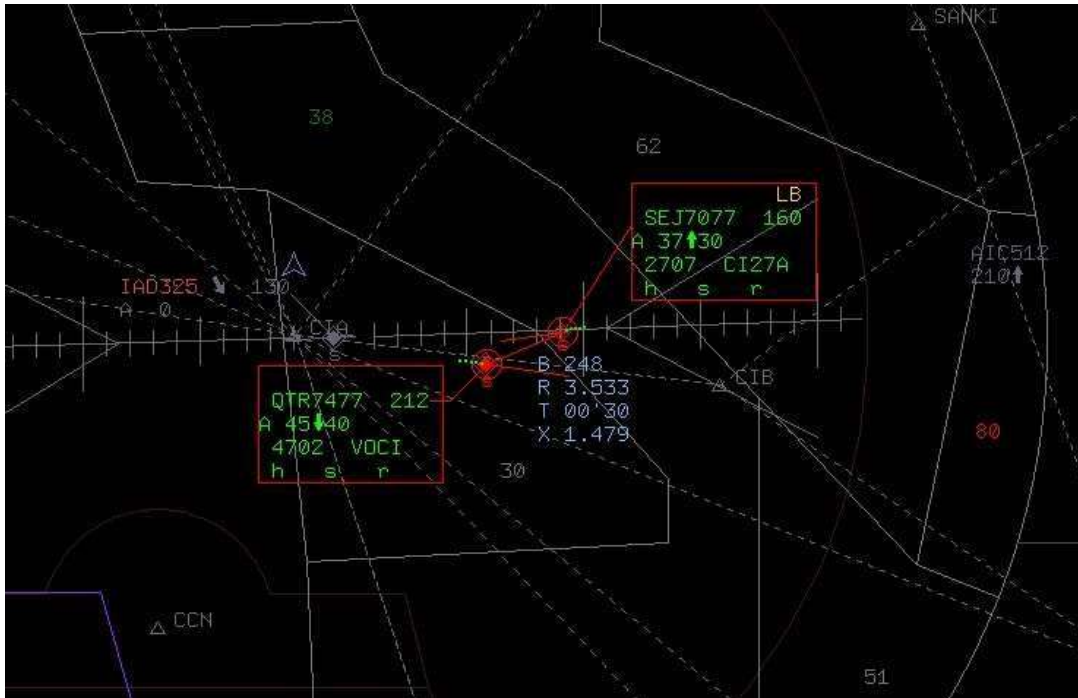 SANKI
38
62
LB
SEJ7077 160
A 37⬆30
2707 CI27A
h s r
AIC512
210⬆
IAD325 130
A 0
CIA
S
S
B 248
R 3.533
T 00'30
X 1.479
CIB
QTR7477 212
A 45⬇40
4702 VOCI
h s r
S
80
30
CCN
51